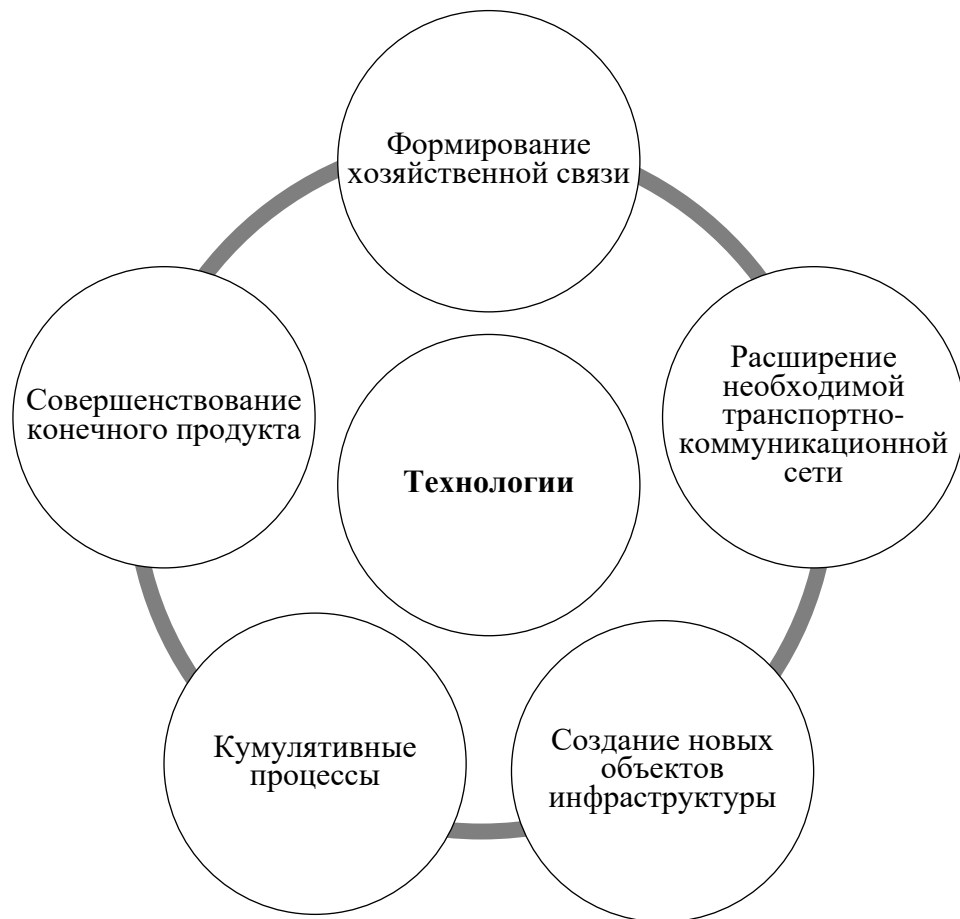 Формирование
хозяйственной связи
Расширение
необходимой
транспортно-
коммуникационной
сети
Совершенствование
конечного продукта
Технологии
Кумулятивные
процессы
Создание новых
объектов
инфраструктуры